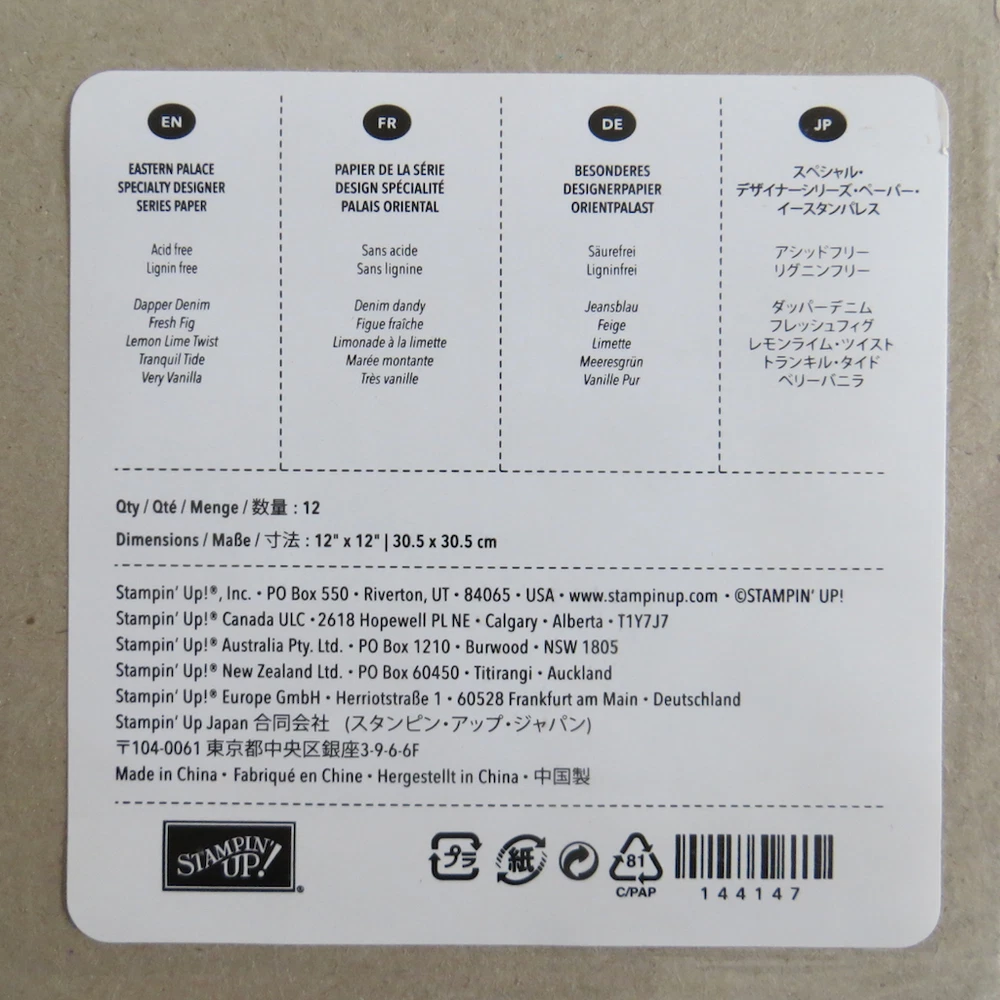 EN
EASTERN PALACE
SPECIALTY DESIGNER
SERIES PAPER
Acid free
Lignin free
Dapper Denim
Fresh Fig
Lemon Lime Twist
Tranquil Tide
Very Vanilla
FR
PAPIER DE LA SÉRIE
DESIGN SPÉCIALITÉ
PALAIS ORIENTAL
Sans acide
Sans lignine
Denim dandy
Figue fraîche
Limonade à la limette
Marée montante
Très vanille
DE
BESONDERES
DESIGNERPAPIER
ORIENTPALAST
Säurefrei
Ligninfrei
Jeansblau
Feige
Limette
Meeresgrün
Vanille Pur
JP
スペシャル・
デザイナーシリーズ・ペーパー・
イースタンパレス
アシッドフリー
リグニンフリー
ダッパーデニム
フレッシュフィグ
レモンライム・ツイスト
トランキル・タイド
ベリーバニラ
Qty / Qté / Menge / 数量 : 12
Dimensions / Maße / 寸法 : 12" x 12" | 30.5 x 30.5 cm
Stampin' Up!®, Inc. • PO Box 550 • Riverton, UT • 84065 • USA • www.stampinup.com • ©STAMPIN' UP!
Stampin' Up!® Canada ULC • 2618 Hopewell PL NE • Calgary • Alberta • T1Y7J7
Stampin' Up!® Australia Pty. Ltd. • PO Box 1210 • Burwood • NSW 1805
Stampin' Up!® New Zealand Ltd. • PO Box 60450 • Titirangi • Auckland
Stampin' Up!® Europe GmbH • Herriotstraße 1 • 60528 Frankfurt am Main • Deutschland
Stampin' Up Japan 合同会社 (スタンピン・アップ・ジャパン)
〒104-0061 東京都中央区銀座3-9-6-6F
Made in China • Fabriqué en Chine • Hergestellt in China • 中国製
STAMPIN'
UP!®
プラ
紙
81
C/PAP
144147